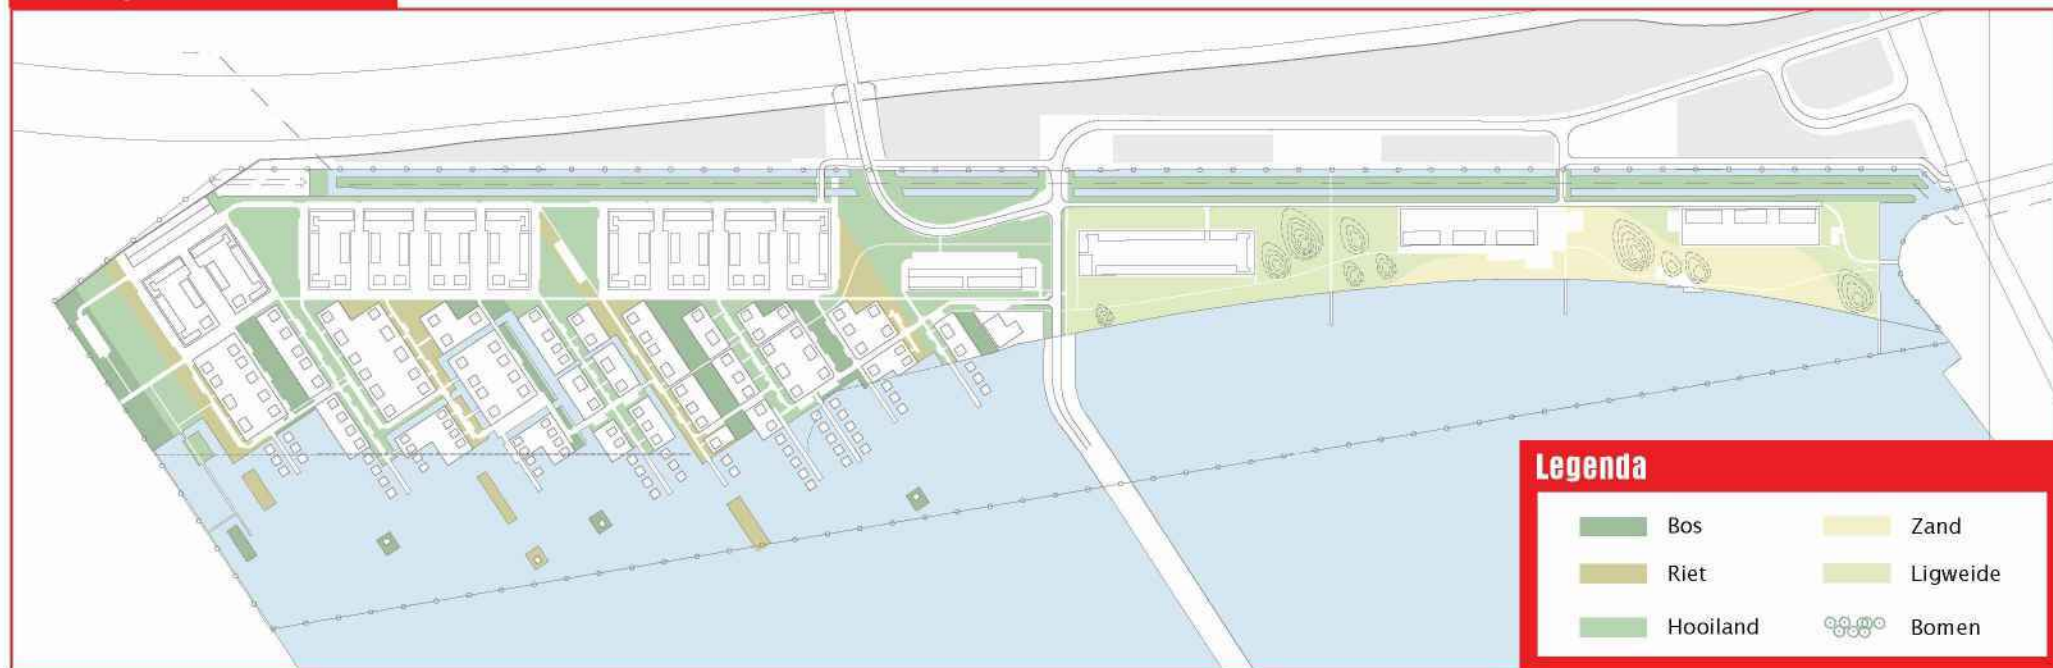 Legenda
Bos
Zand
Riet
Ligweide
Hooiland
Bomen